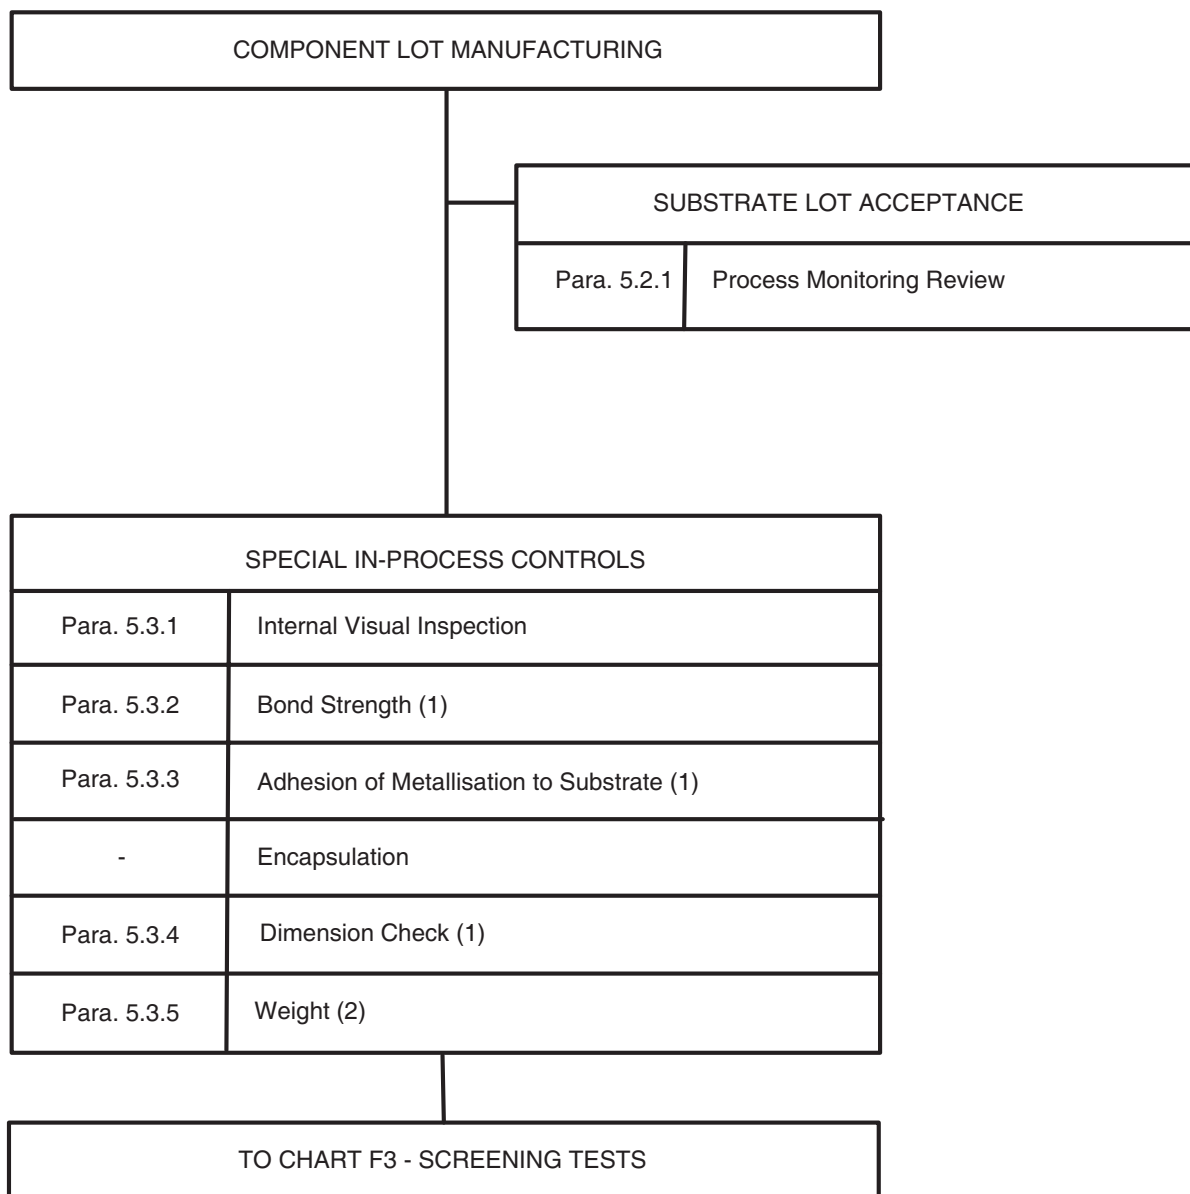 COMPONENT LOT MANUFACTURING
SUBSTRATE LOT ACCEPTANCE
Para. 5.2.1 Process Monitoring Review
SPECIAL IN-PROCESS CONTROLS
Para. 5.3.1 Internal Visual Inspection
Para. 5.3.2 Bond Strength (1)
Para. 5.3.3 Adhesion of Metallisation to Substrate (1)
- Encapsulation
Para. 5.3.4 Dimension Check (1)
Para. 5.3.5 Weight (2)
TO CHART F3 - SCREENING TESTS